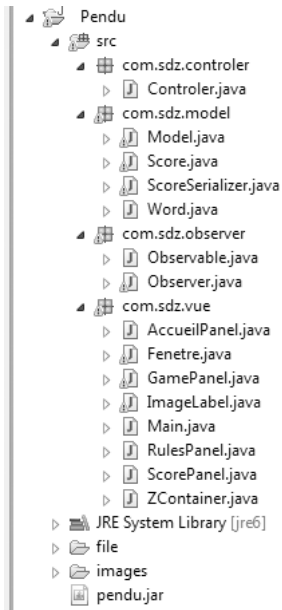 Pendu
src
com.sdz.controler
Controler.java
com.sdz.model
Model.java
Score.java
ScoreSerializer.java
Word.java
com.sdz.observer
Observable.java
Observer.java
com.sdz.vue
AccueilPanel.java
Fenetre.java
GamePanel.java
ImageLabel.java
Main.java
RulesPanel.java
ScorePanel.java
ZContainer.java
JRE System Library [jre6]
file
images
pendu.jar